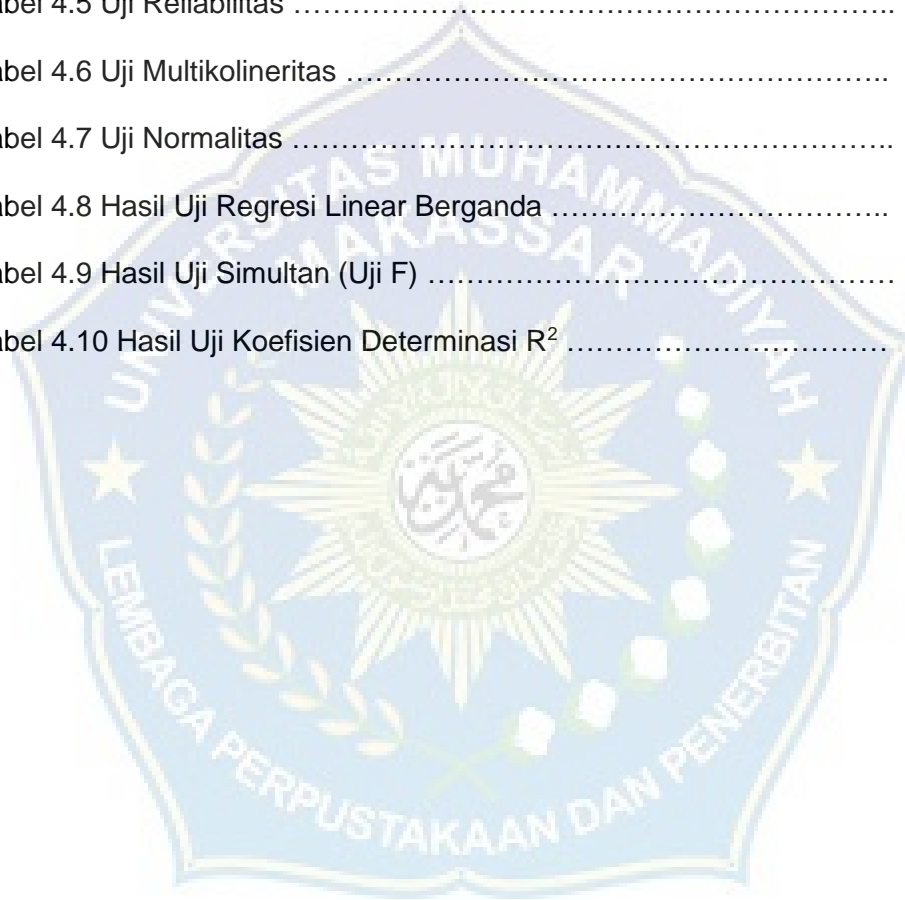 abel 4.5 Uji Reliabilitas ……………………………………………………………..
abel 4.6 Uji Multikolineritas ……………………………………………………..
abel 4.7 Uji Normalitas …………………………………………………………..
abel 4.8 Hasil Uji Regresi Linear Berganda ……………………………..
abel 4.9 Hasil Uji Simultan (Uji F) …………………………………………
abel 4.10 Hasil Uji Koefisien Determinasi R² ……………………………
UNIVERSITAS MUHAMMADIYAH
MAKASSAR
محمدية
LEMBAGA PERPUSTAKAAN DAN PENERBITAN